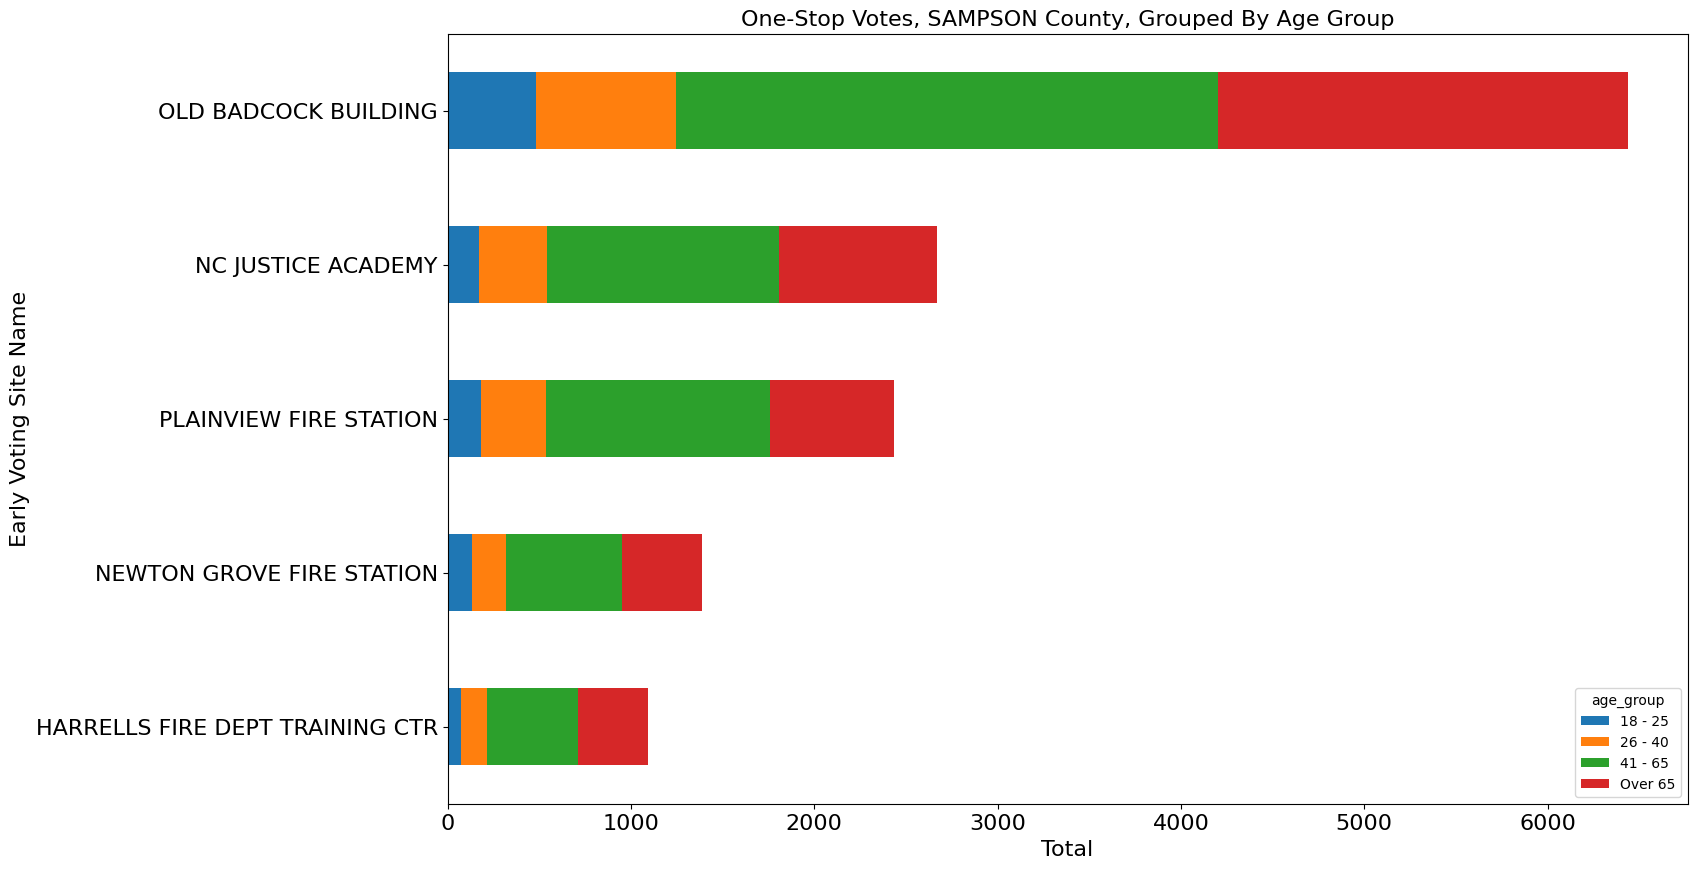 One-Stop Votes, SAMPSON County, Grouped By Age Group
Early Voting Site Name
OLD BADCOCK BUILDING
NC JUSTICE ACADEMY
PLAINVIEW FIRE STATION
NEWTON GROVE FIRE STATION
HARRELLS FIRE DEPT TRAINING CTR
age_group
18 - 25
26 - 40
41 - 65
Over 65
0 1000 2000 3000 4000 5000 6000
Total